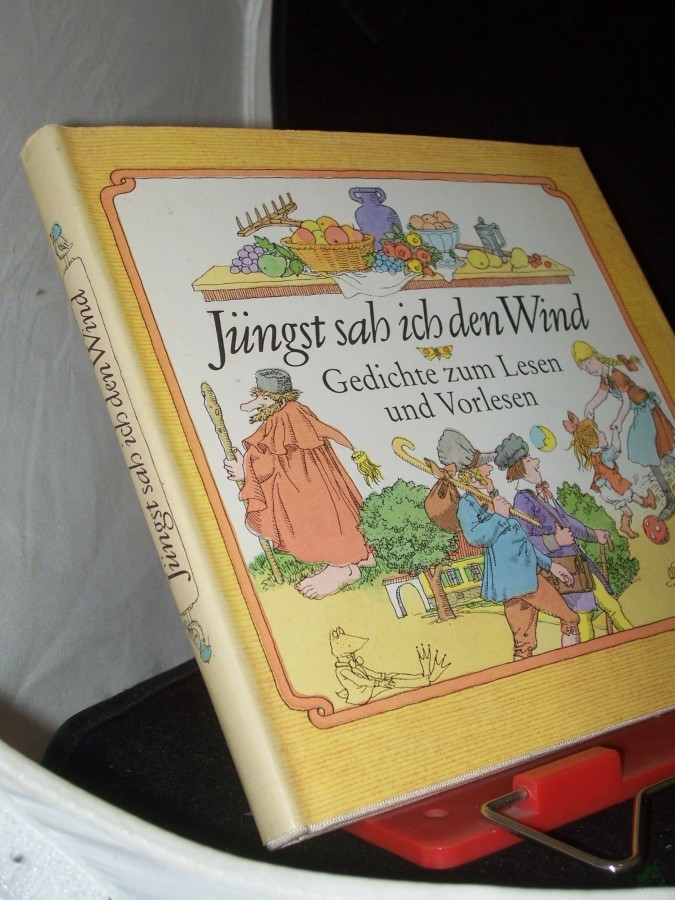 Jüngst sah ich den Wind
Gedichte zum Lesen
und Vorlesen
Jüngst sah ich den Wind